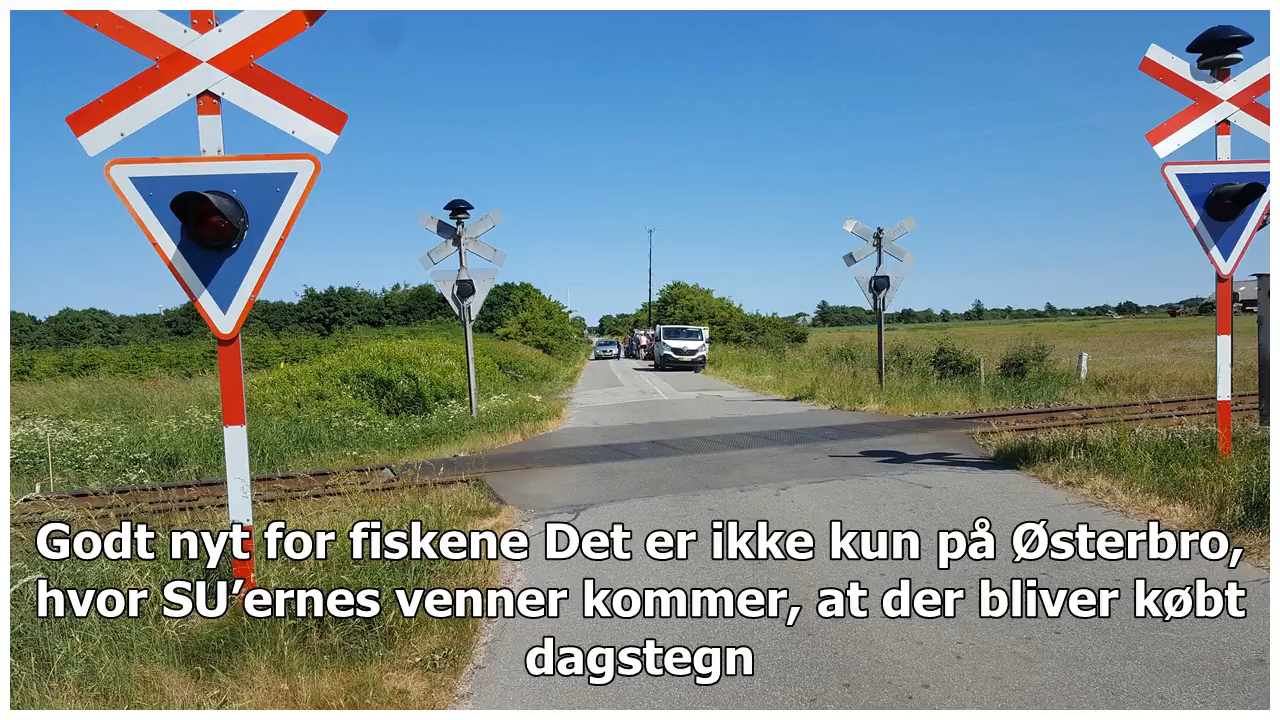 Godt nyt for fiskene Det er ikke kun på Østerbro,
hvor SU’ernes venner kommer, at der bliver købt
dagstegn